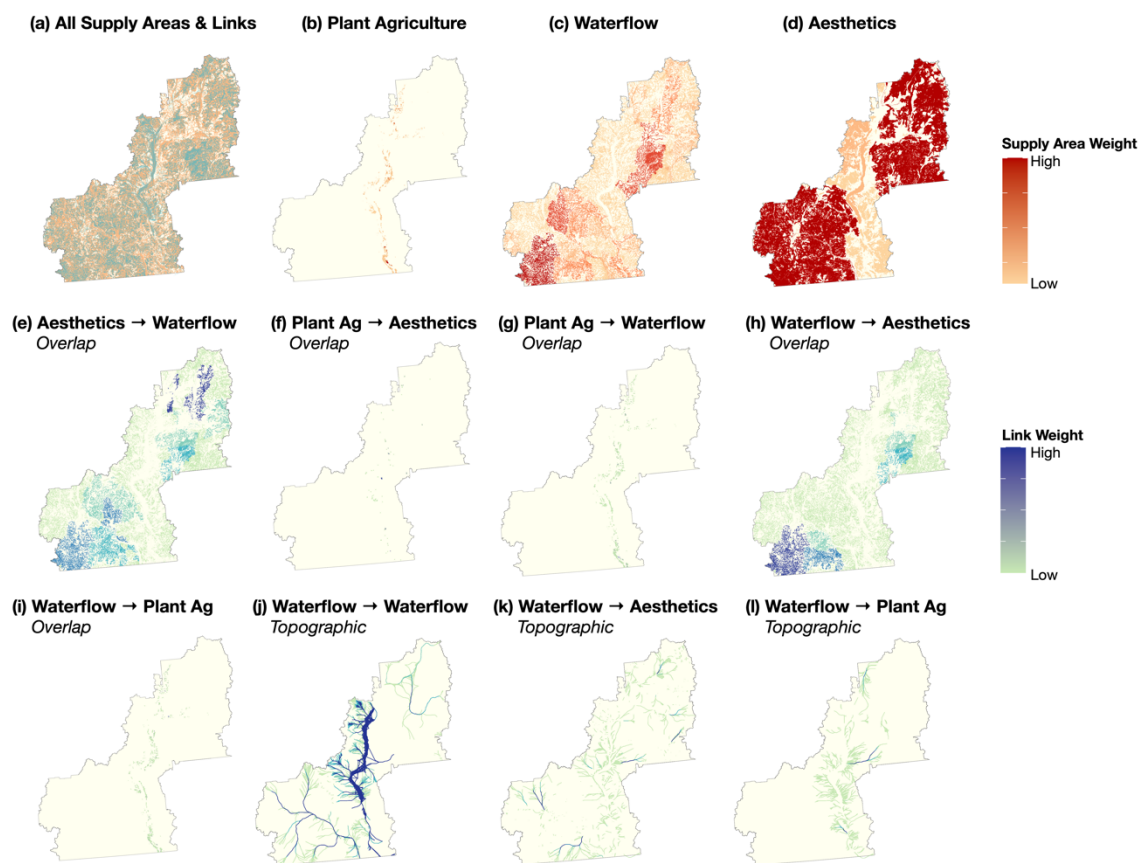 (a) All Supply Areas & Links
(b) Plant Agriculture
(c) Waterflow
(d) Aesthetics
Supply Area Weight
High
Low
(e) Aesthetics → Waterflow
Overlap
(f) Plant Ag → Aesthetics
Overlap
(g) Plant Ag → Waterflow
Overlap
(h) Waterflow → Aesthetics
Overlap
Link Weight
High
Low
(i) Waterflow → Plant Ag
Overlap
(j) Waterflow → Waterflow
Topographic
(k) Waterflow → Aesthetics
Topographic
(l) Waterflow → Plant Ag
Topographic